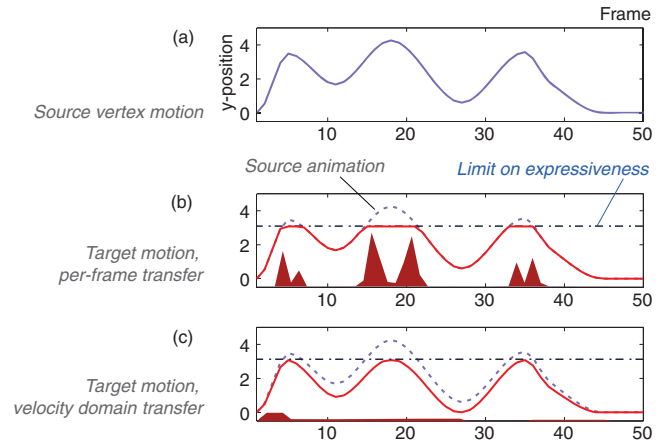 Frame
(a)
Source vertex motion
y-position
4
2
0
10 20 30 40 50
Source animation
Limit on expressiveness
(b)
Target motion,
per-frame transfer
4
2
0
10 20 30 40 50
(c)
Target motion,
velocity domain transfer
4
2
0
10 20 30 40 50